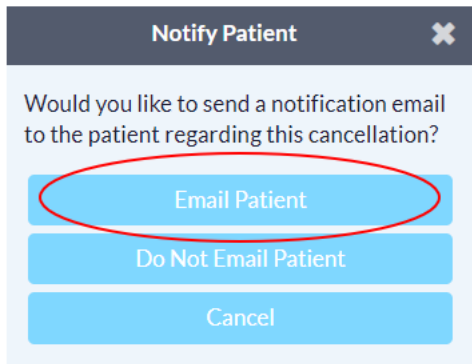 Notify Patient
Would you like to send a notification email
to the patient regarding this cancellation?
Email Patient
Do Not Email Patient
Cancel